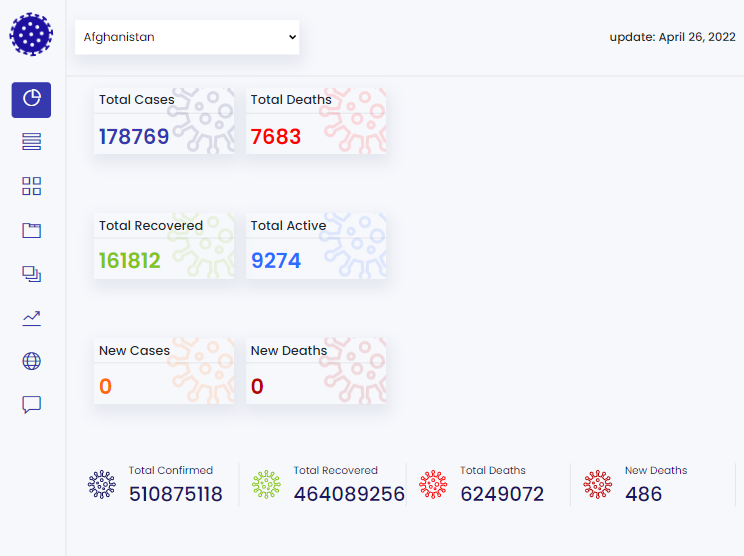 Afghanistan
update: April 26, 2022
Total Cases
178769
Total Deaths
7683
Total Recovered
161812
Total Active
9274
New Cases
0
New Deaths
0
Total Confirmed
510875118
Total Recovered
464089256
Total Deaths
6249072
New Deaths
486